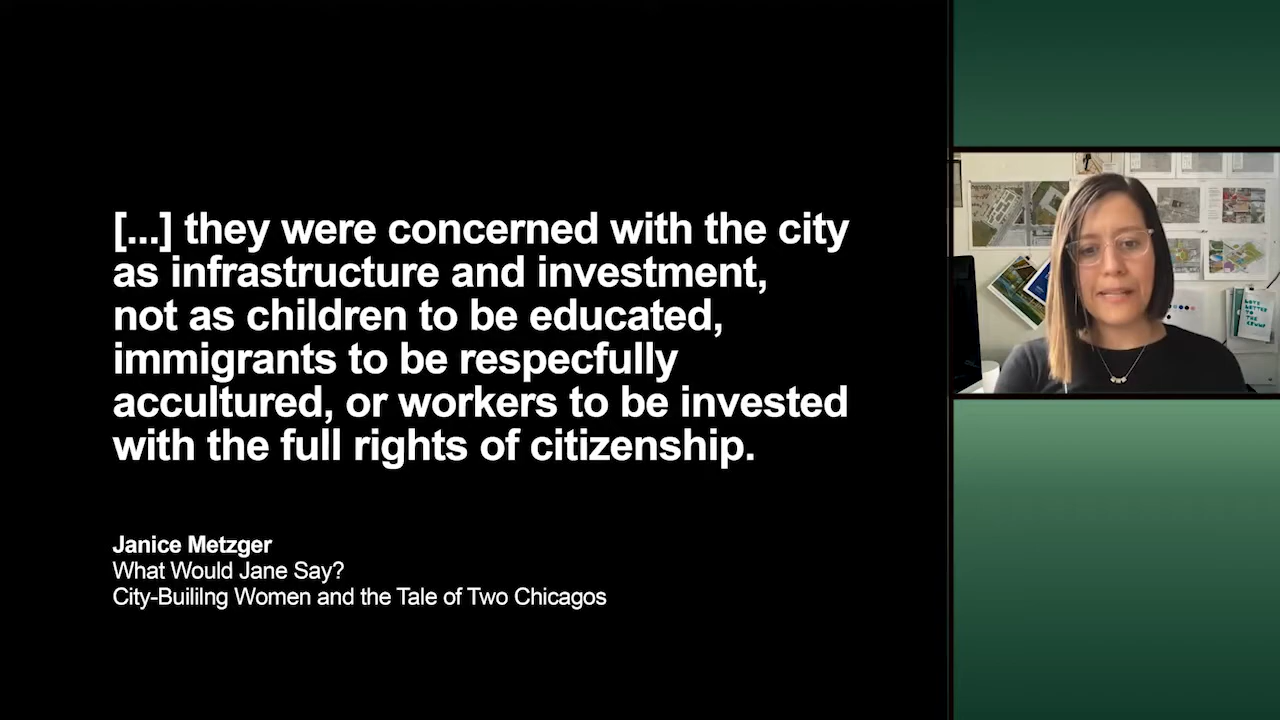 [...] they were concerned with the city
as infrastructure and investment,
not as children to be educated,
immigrants to be respecfully
accultured, or workers to be invested
with the full rights of citizenship.
Janice Metzger
What Would Jane Say?
City-Buililng Women and the Tale of Two Chicagos